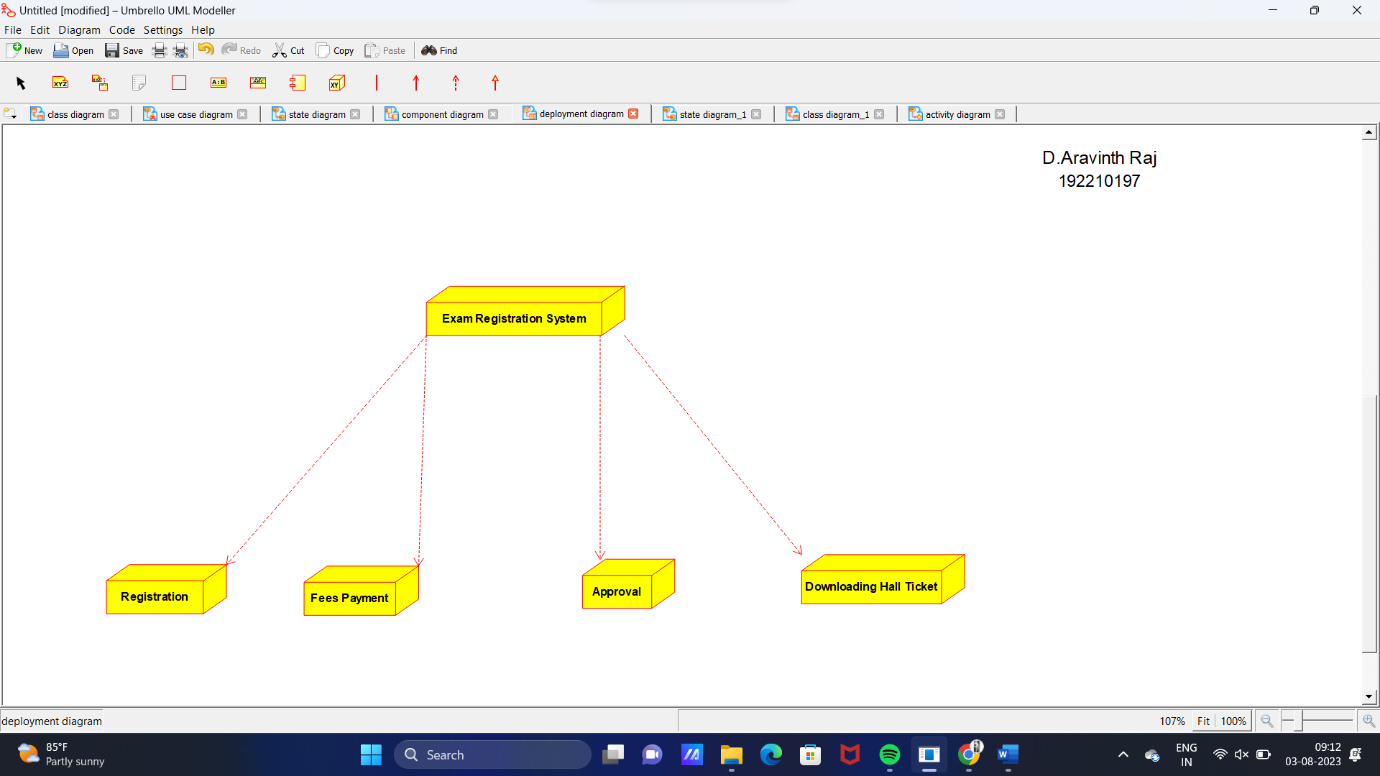 Untitled [modified] – Umbrello UML Modeller
File Edit Diagram Code Settings Help
New Open Save Redo Cut Copy Paste Find
XYZ A:B ABC XY
class diagram use case diagram state diagram component diagram deployment diagram state diagram_1 class diagram_1 activity diagram
D.Aravinth Raj
192210197
Exam Registration System
Registration
Fees Payment
Approval
Downloading Hall Ticket
deployment diagram
107% Fit 100%
85°F
Partly sunny
Search
ENG
IN
09:12
03-08-2023